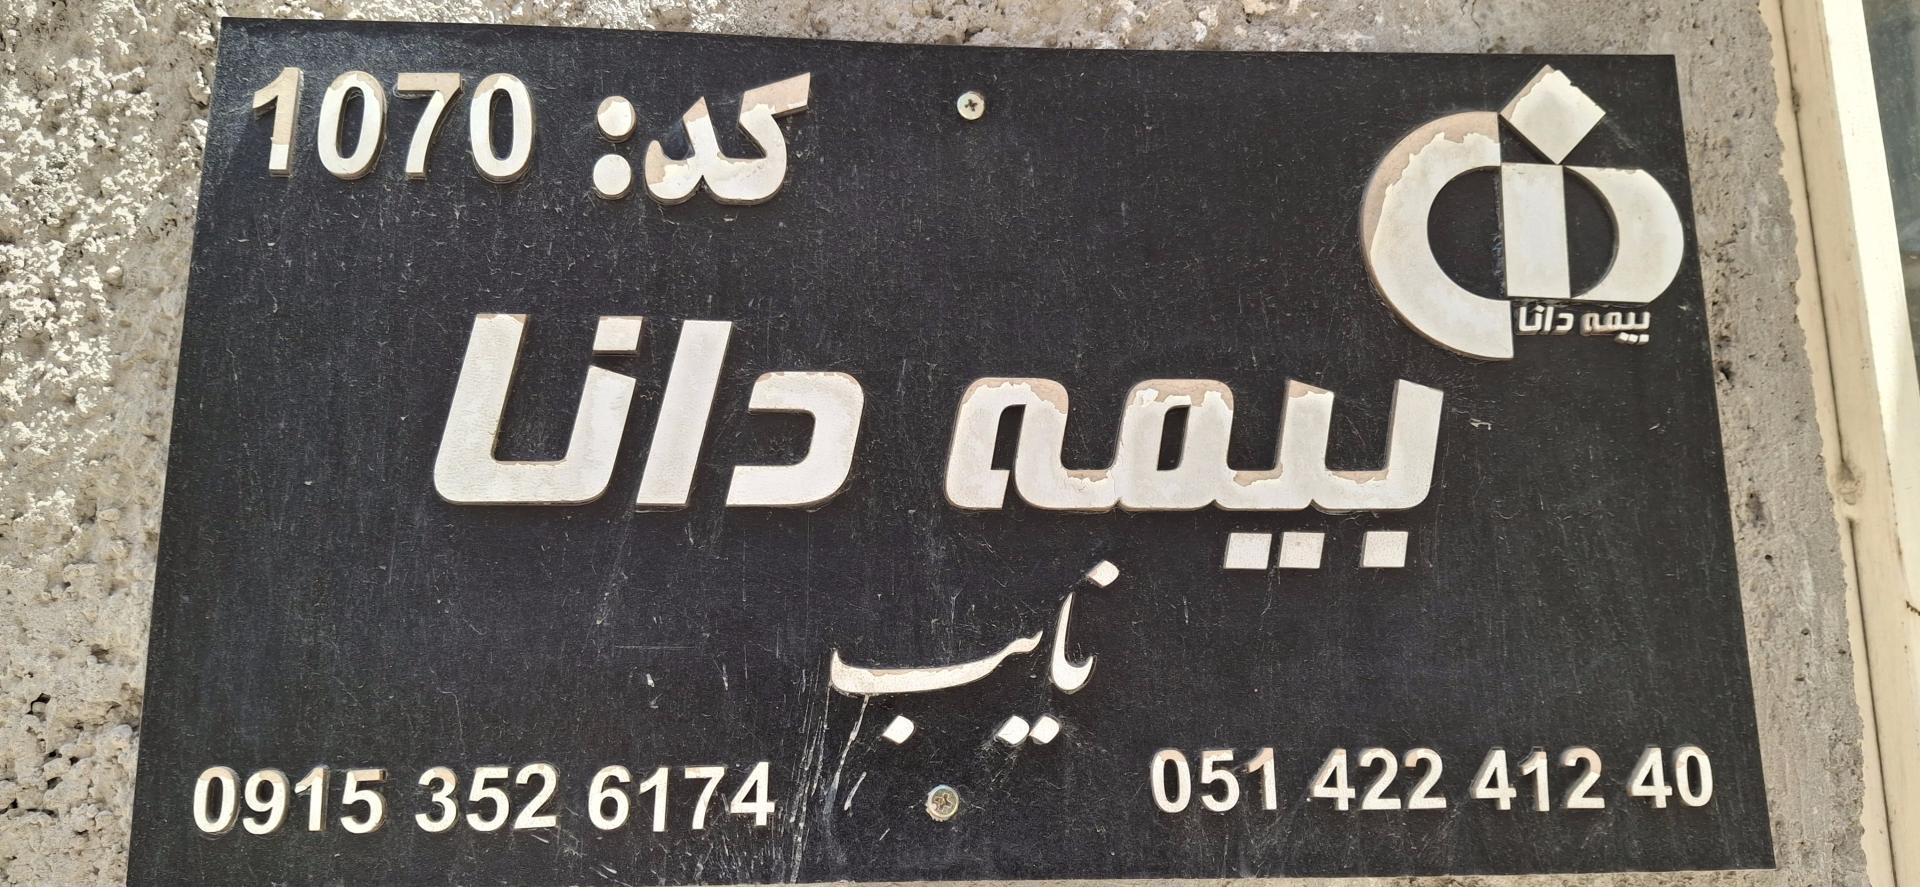 کد: 1070
بیمه دانا
بیمه دانا
نایب
0915 352 6174
051 422 412 40